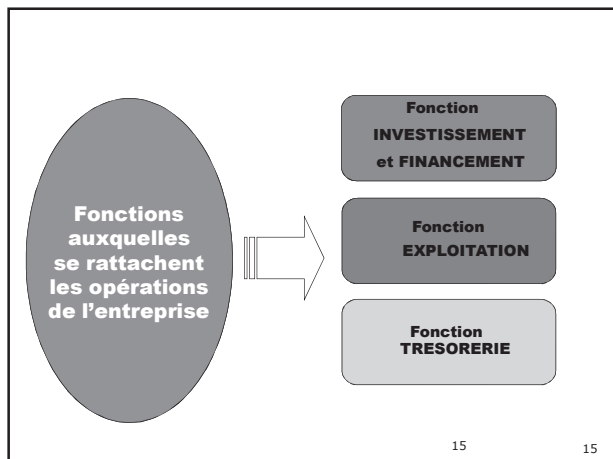 Fonctions
auxquelles
se rattachent
les opérations
de l'entreprise
Fonction
INVESTISSEMENT
et FINANCEMENT
Fonction
EXPLOITATION
Fonction
TRESORERIE
15
15